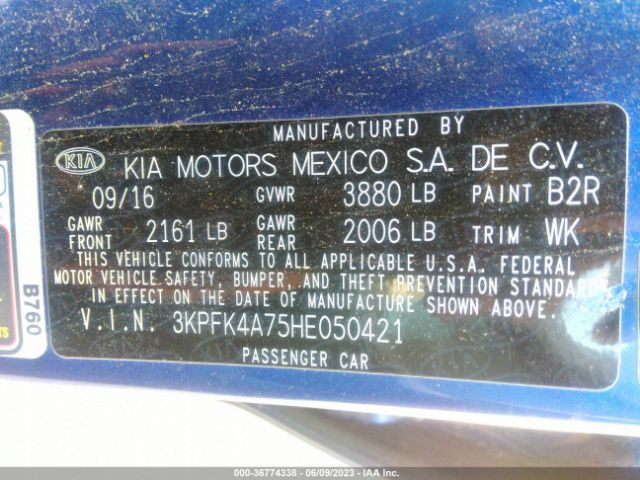 MANUFACTURED BY
KIA KIA MOTORS MEXICO S.A. DE C.V.
09/16 GVWR 3880 LB PAINT B2R
GAWR FRONT 2161 LB GAWR REAR 2006 LB TRIM WK
THIS VEHICLE CONFORMS TO ALL APPLICABLE U.S.A. FEDERAL
MOTOR VEHICLE SAFETY, BUMPER, AND THEFT PREVENTION STANDARDS
IN EFFECT ON THE DATE OF MANUFACTURE SHOWN ABOVE.
V.I.N. 3KPFK4A75HE050421
PASSENGER CAR
B760
000-36774338 - 06/09/2023 - IAA Inc.